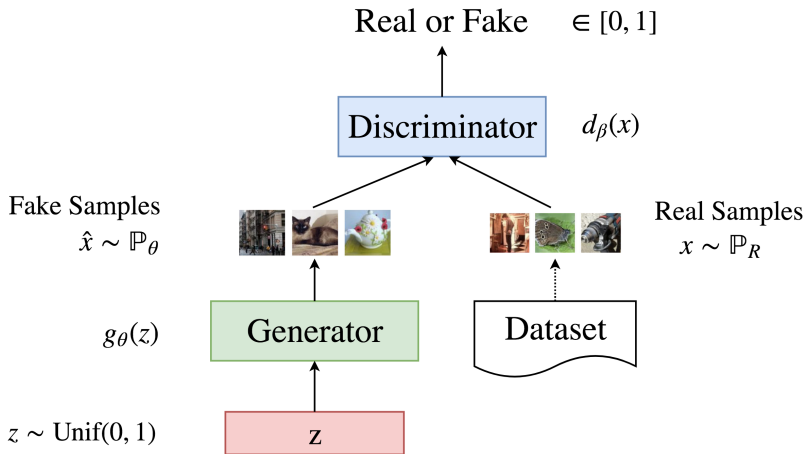 Real or Fake ∈ [0, 1]
Discriminator d_β(x)
Fake Samples
x̂ ∼ ℙ_θ
Real Samples
x ∼ ℙ_R
g_θ(z) Generator
Dataset
z ∼ Unif(0, 1) z